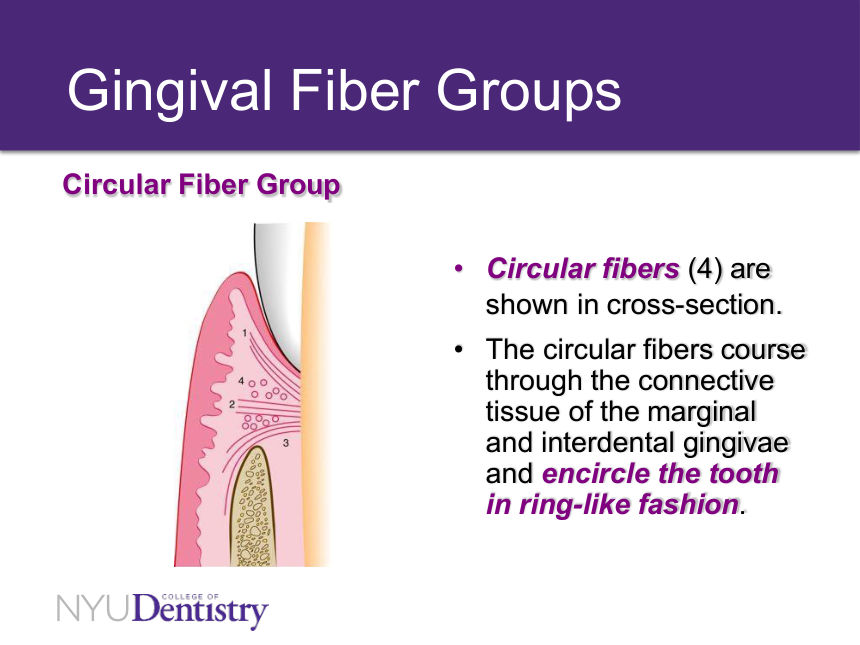 Gingival Fiber Groups
Circular Fiber Group
1
4
2
3
• Circular fibers (4) are
shown in cross-section.
• The circular fibers course
through the connective
tissue of the marginal
and interdental gingivae
and encircle the tooth
in ring-like fashion.
NYU COLLEGE OF Dentistry